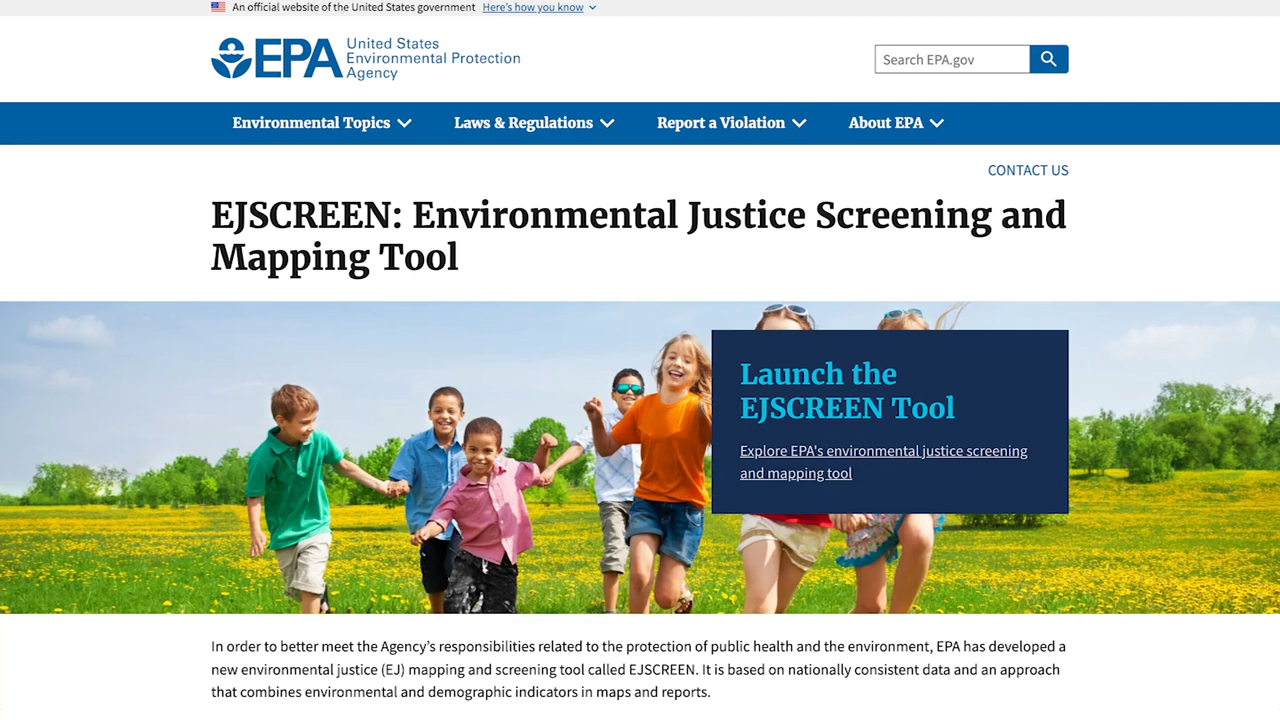 An official website of the United States government Here's how you know
EPA United States
Environmental Protection
Agency
Search EPA.gov
Environmental Topics Laws & Regulations Report a Violation About EPA
CONTACT US
EJSCREEN: Environmental Justice Screening and
Mapping Tool
Launch the
EJSCREEN Tool
Explore EPA's environmental justice screening
and mapping tool
In order to better meet the Agency’s responsibilities related to the protection of public health and the environment, EPA has developed a
new environmental justice (EJ) mapping and screening tool called EJSCREEN. It is based on nationally consistent data and an approach
that combines environmental and demographic indicators in maps and reports.